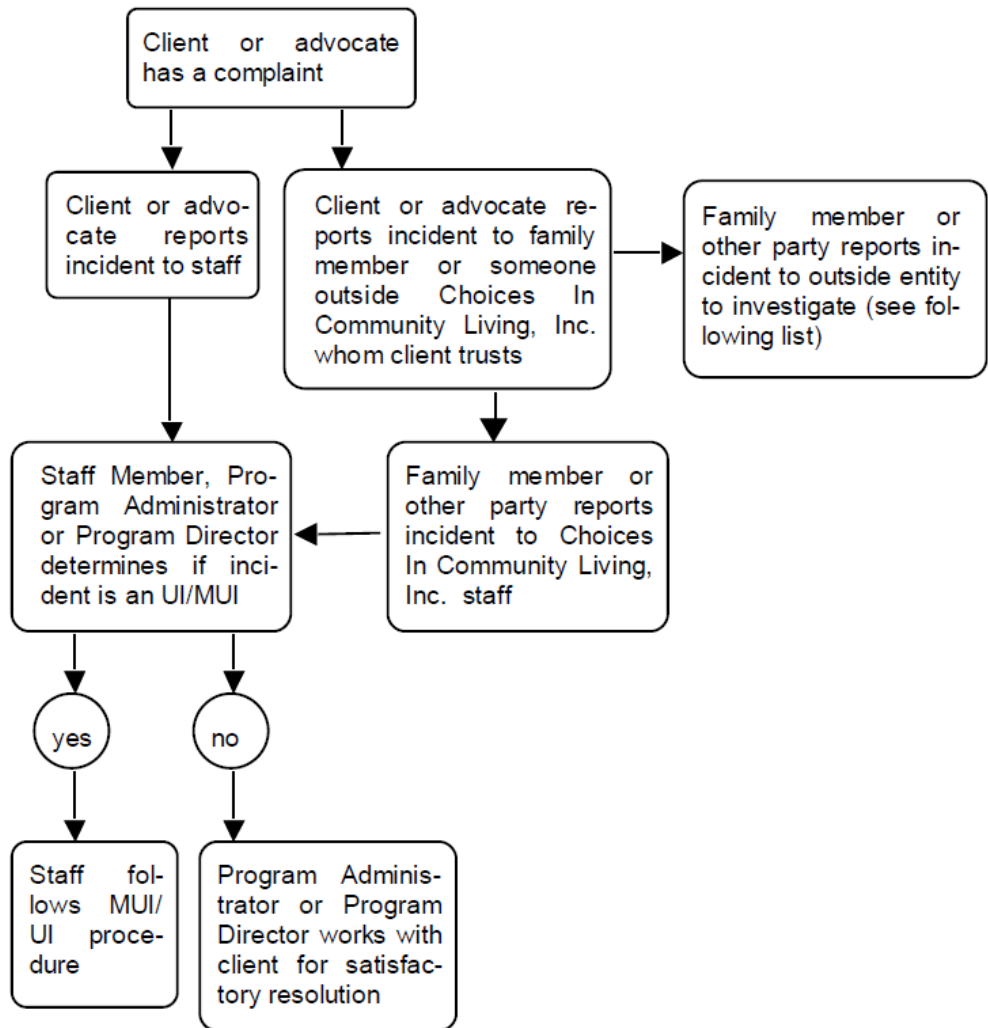 Client or advocate
has a complaint
Client or advo-
cate reports
incident to staff
Client or advocate re-
ports incident to family
member or someone
outside Choices In
Community Living, Inc.
whom client trusts
Family member or
other party reports in-
cident to outside entity
to investigate (see fol-
lowing list)
Staff Member, Pro-
gram Administrator
or Program Director
determines if inci-
dent is an UI/MUI
Family member or
other party reports
incident to Choices
In Community Living,
Inc. staff
yes
no
Staff fol-
lows MUI/
UI proce-
dure
Program Adminis-
trator or Program
Director works with
client for satisfac-
tory resolution